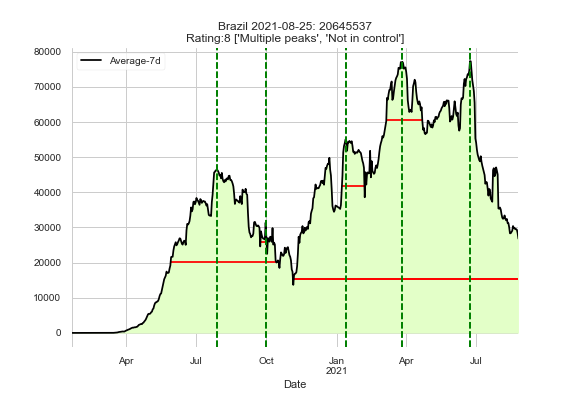 Brazil 2021-08-25: 20645537
Rating:8 ['Multiple peaks', 'Not in control']
Average-7d
80000
70000
60000
50000
40000
30000
20000
10000
0
Apr Jul Oct Jan Apr Jul
2021
Date